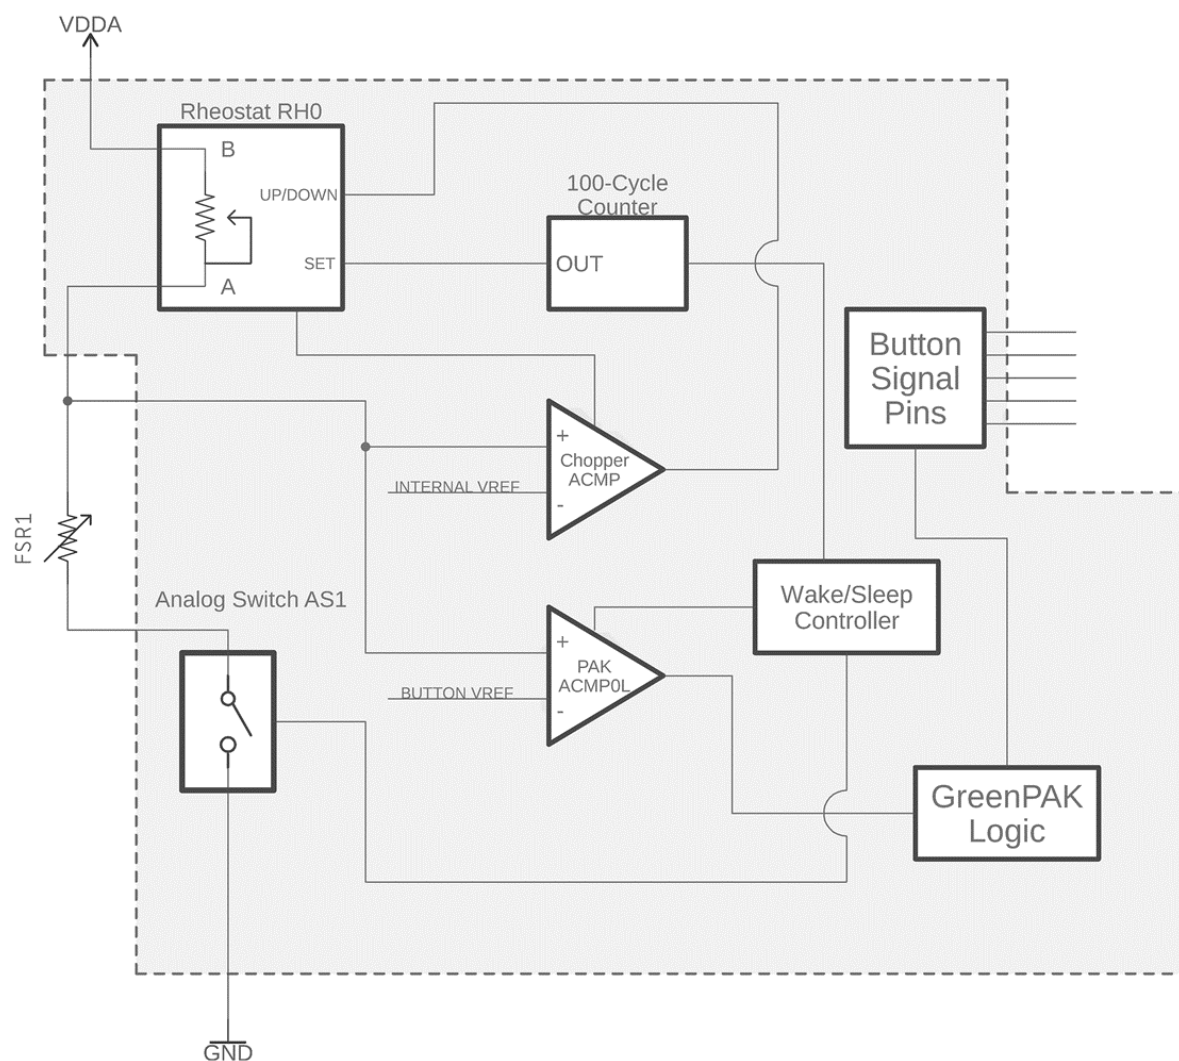 VDDA
Rheostat RH0
B
UP/DOWN
SET
A
100-Cycle
Counter
OUT
Button
Signal
Pins
+
Chopper
ACMP
INTERNAL VREF
-
FSR1
Analog Switch AS1
Wake/Sleep
Controller
+
PAK
ACMP0L
BUTTON VREF
-
GreenPAK
Logic
GND